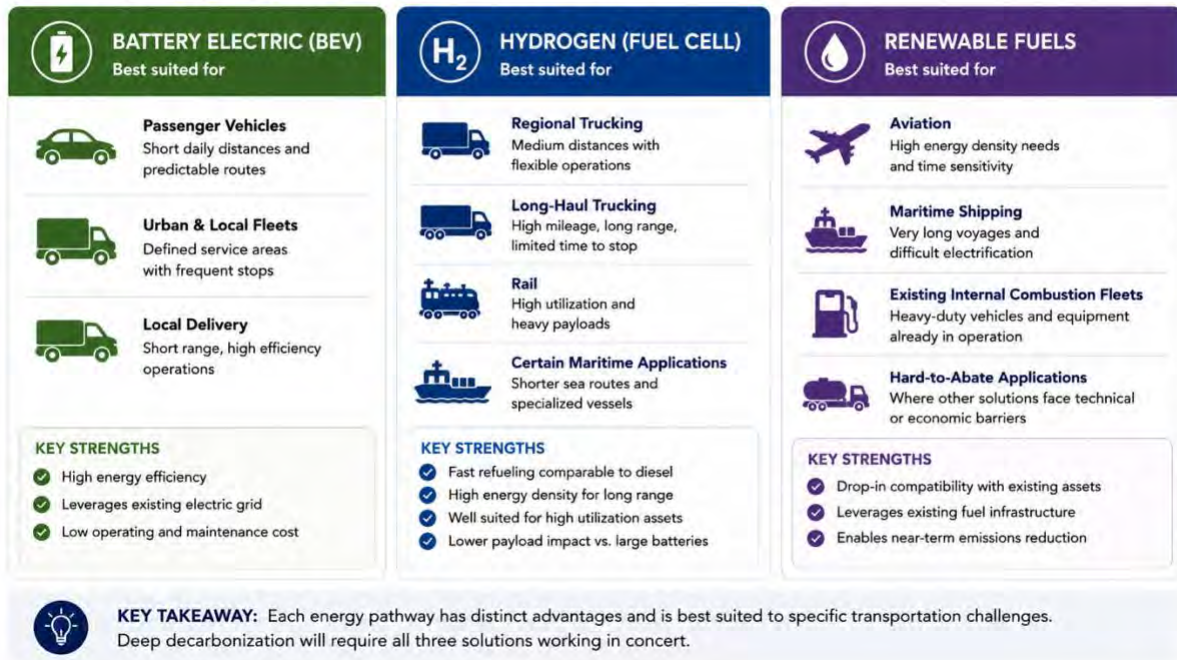 BATTERY ELECTRIC (BEV)
Best suited for
Passenger Vehicles
Short daily distances and
predictable routes
Urban & Local Fleets
Defined service areas
with frequent stops
Local Delivery
Short range, high efficiency
operations
KEY STRENGTHS
High energy efficiency
Leverages existing electric grid
Low operating and maintenance cost
H2
HYDROGEN (FUEL CELL)
Best suited for
Regional Trucking
Medium distances with
flexible operations
Long-Haul Trucking
High mileage, long range,
limited time to stop
Rail
High utilization and
heavy payloads
Certain Maritime Applications
Shorter sea routes and
specialized vessels
KEY STRENGTHS
Fast refueling comparable to diesel
High energy density for long range
Well suited for high utilization assets
Lower payload impact vs. large batteries
RENEWABLE FUELS
Best suited for
Aviation
High energy density needs
and time sensitivity
Maritime Shipping
Very long voyages and
difficult electrification
Existing Internal Combustion Fleets
Heavy-duty vehicles and equipment
already in operation
Hard-to-Abate Applications
Where other solutions face technical
or economic barriers
KEY STRENGTHS
Drop-in compatibility with existing assets
Leverages existing fuel infrastructure
Enables near-term emissions reduction
KEY TAKEAWAY: Each energy pathway has distinct advantages and is best suited to specific transportation challenges.
Deep decarbonization will require all three solutions working in concert.